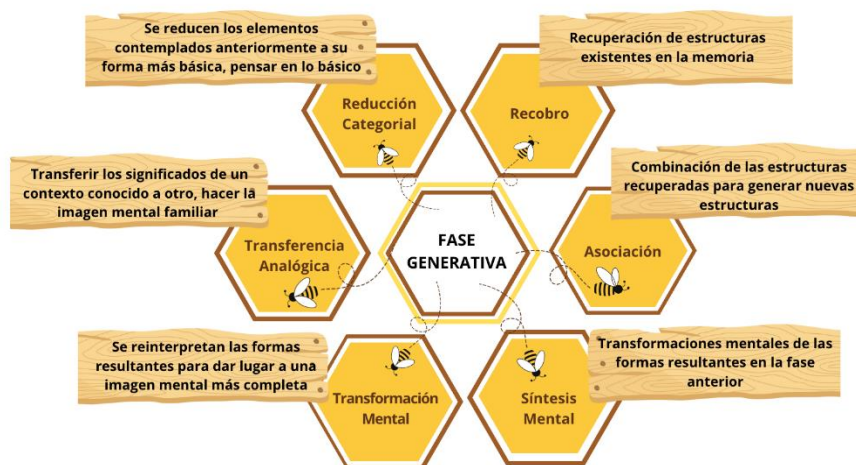 Se reducen los elementos
contemplados anteriormente a su
forma más básica, pensar en lo básico
Reducción
Categorial
Recobro
Recuperación de estructuras
existentes en la memoria
Transferir los significados de un
contexto conocido a otro, hacer la
imagen mental familiar
Transferencia
Analógica
FASE
GENERATIVA
Asociación
Combinación de las estructuras
recuperadas para generar nuevas
estructuras
Se reinterpretan las formas
resultantes para dar lugar a una
imagen mental más completa
Transformación
Mental
Síntesis
Mental
Transformaciones mentales de las
formas resultantes en la fase
anterior